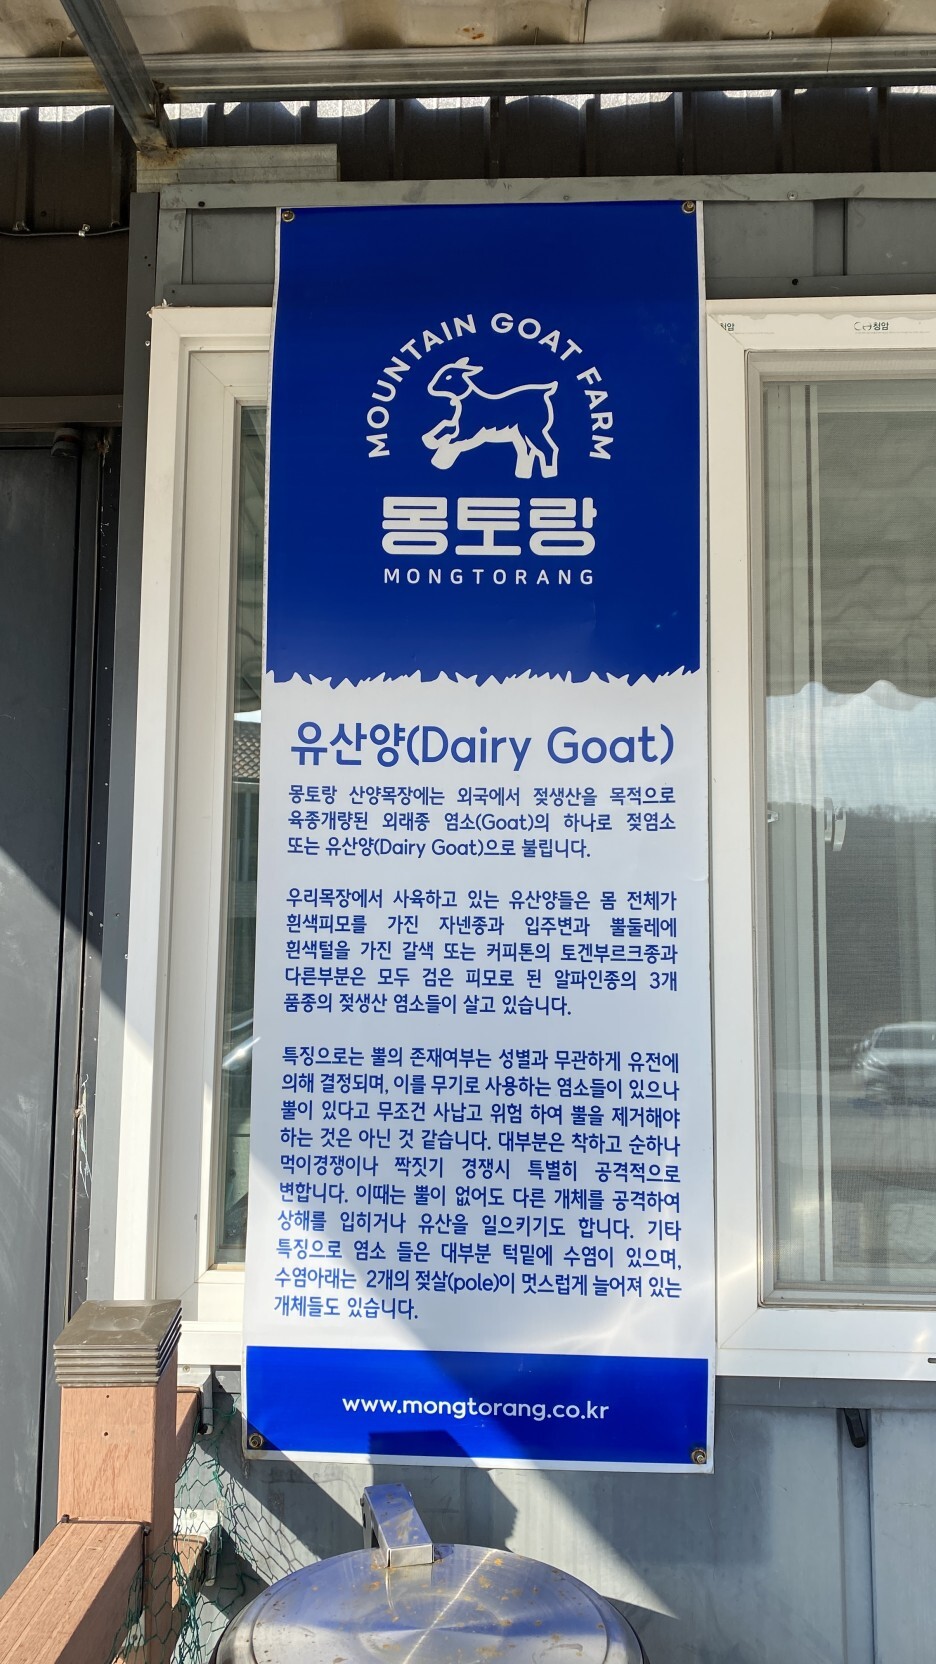 MOUNTAIN GOAT FARM
몽토랑
MONGTORANG
유산양(Dairy Goat)
몽토랑 산양목장에는 외국에서 젖생산을 목적으로
육종개량된 외래종 염소(Goat)의 하나로 젖염소
또는 유산양(Dairy Goat)으로 불립니다.
우리목장에서 사육하고 있는 유산양들은 몸 전체가
흰색피모를 가진 자넨종과 입주변과 뿔둘레에
흰색털을 가진 갈색 또는 커피톤의 토겐부르크종과
다른부분은 모두 검은 피모로 된 알파인종의 3개
품종의 젖생산 염소들이 살고 있습니다.
특징으로는 뿔의 존재여부는 성별과 무관하게 유전에
의해 결정되며, 이를 무기로 사용하는 염소들이 있으나
뿔이 있다고 무조건 사납고 위험 하여 뿔을 제거해야
하는 것은 아닌 것 같습니다. 대부분은 착하고 순하나
먹이경쟁이나 짝짓기 경쟁시 특별히 공격적으로
변합니다. 이때는 뿔이 없어도 다른 개체를 공격하여
상해를 입히거나 유산을 일으키기도 합니다. 기타
특징으로 염소 들은 대부분 턱밑에 수염이 있으며,
수염아래는 2개의 젖살(pole)이 멋스럽게 늘어져 있는
개체들도 있습니다.
www.mongtorang.co.kr
청암